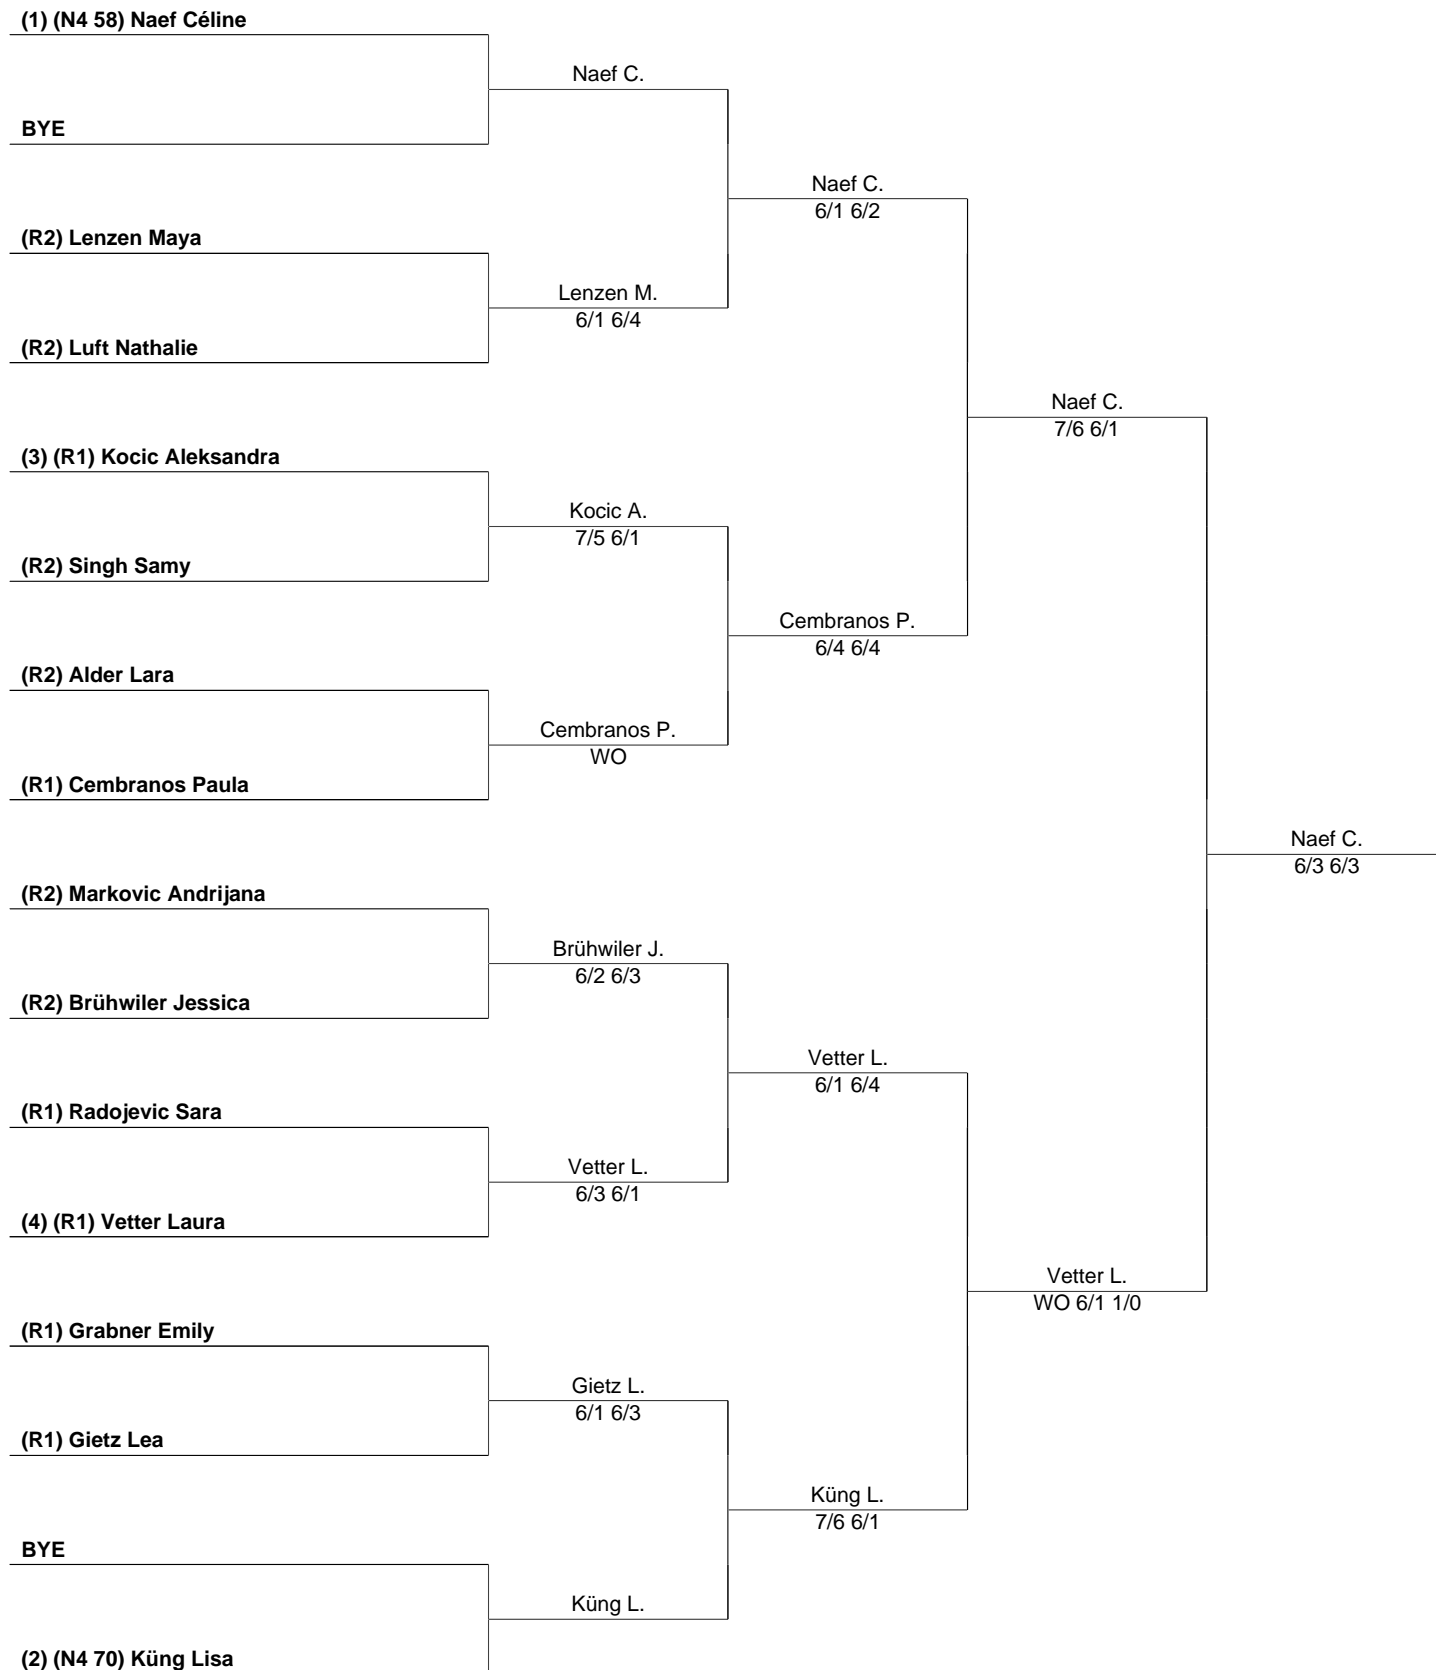 (1) (N4 58) Naef Céline
Naef C.
BYE
Naef C.
6/1 6/2
(R2) Lenzen Maya
Lenzen M.
6/1 6/4
(R2) Luft Nathalie
Naef C.
7/6 6/1
(3) (R1) Kocic Aleksandra
Kocic A.
7/5 6/1
(R2) Singh Samy
Cembranos P.
6/4 6/4
(R2) Alder Lara
Cembranos P.
WO
(R1) Cembranos Paula
Naef C.
6/3 6/3
(R2) Markovic Andrijana
Brühwiler J.
6/2 6/3
(R2) Brühwiler Jessica
Vetter L.
6/1 6/4
(R1) Radojevic Sara
Vetter L.
6/3 6/1
(4) (R1) Vetter Laura
Vetter L.
WO 6/1 1/0
(R1) Grabner Emily
Gietz L.
6/1 6/3
(R1) Gietz Lea
Küng L.
7/6 6/1
BYE
Küng L.
(2) (N4 70) Küng Lisa